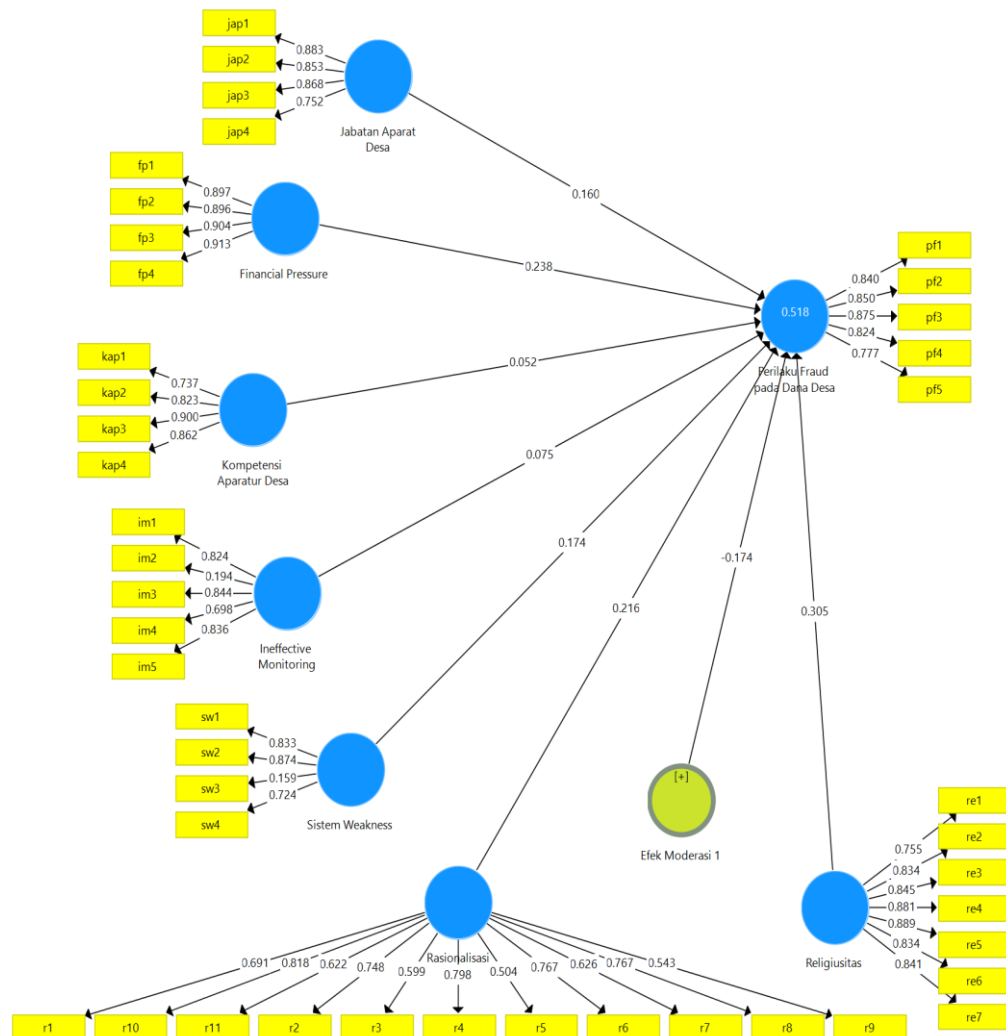 jap1
jap2
jap3
jap4
0.883
0.853
0.868
0.752
Jabatan Aparat
Desa
fp1
fp2
fp3
fp4
0.897
0.896
0.904
0.913
Financial Pressure
kap1
kap2
kap3
kap4
0.737
0.823
0.900
0.862
Kompetensi
Aparatur Desa
im1
im2
im3
im4
im5
0.824
0.194
0.844
0.698
0.836
Ineffective
Monitoring
sw1
sw2
sw3
sw4
0.833
0.874
0.159
0.724
Sistem Weakness
0.160
0.238
0.052
0.075
0.174
0.216
-0.174
0.305
0.518
Perilaku Fraud
pada Dana Desa
0.840
0.850
0.875
0.824
0.777
pf1
pf2
pf3
pf4
pf5
[+]
Efek Moderasi 1
Religiusitas
0.755
0.834
0.845
0.881
0.889
0.834
0.841
re1
re2
re3
re4
re5
re6
re7
Rasionalisasi
0.691
0.818
0.622
0.748
0.599
0.798
0.504
0.767
0.626
0.767
0.543
r1
r10
r11
r2
r3
r4
r5
r6
r7
r8
r9